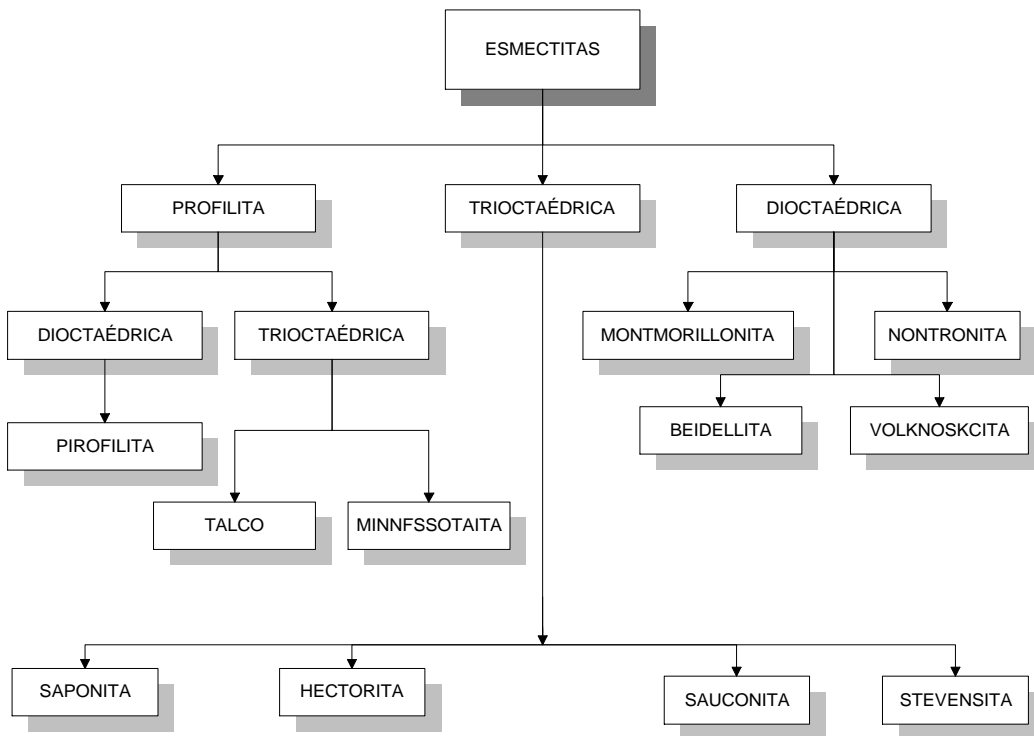 ESMECTITAS
PROFILITA
TRIOCTAÉDRICA
DIOCTAÉDRICA
DIOCTAÉDRICA
TRIOCTAÉDRICA
MONTMORILLONITA
NONTRONITA
PIROFILITA
BEIDELLITA
VOLKNOSKCITA
TALCO
MINNFSSOTAITA
SAPONITA
HECTORITA
SAUCONITA
STEVENSITA